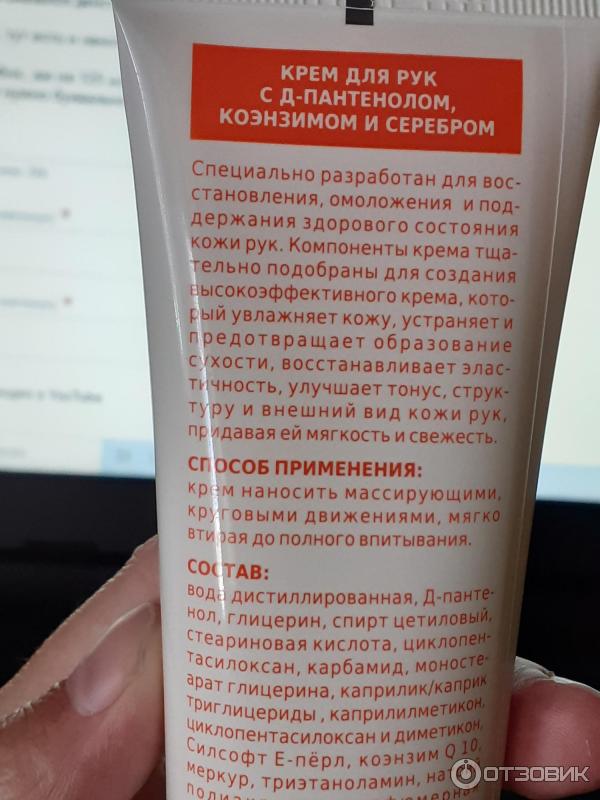 КРЕМ ДЛЯ РУК
С Д-ПАНТЕНОЛОМ,
КОЭНЗИМОМ И СЕРЕБРОМ
Специально разработан для вос-
становления, омоложения и под-
держания здорового состояния
кожи рук. Компоненты крема тща-
тельно подобраны для создания
высокоэффективного крема, кото-
рый увлажняет кожу, устраняет и
предотвращает образование
сухости, восстанавливает элас-
тичность, улучшает тонус, струк-
туру и внешний вид кожи рук,
придавая ей мягкость и свежесть.
СПОСОБ ПРИМЕНЕНИЯ:
крем наносить массирующими,
круговыми движениями, мягко
втирая до полного впитывания.
СОСТАВ:
вода дистиллированная, Д-панте-
нол, глицерин, спирт цетиловый,
стеариновая кислота, циклопен-
тасилоксан, карбамид, моносте-
арат глицерина, каприлик/каприк
триглицериды , каприлилметикон,
циклопентасилоксан и диметикон,
Силсофт Е-пёрл, коэнзим Q 10,
меркур, триэтаноламин,
ОТЗОВИК